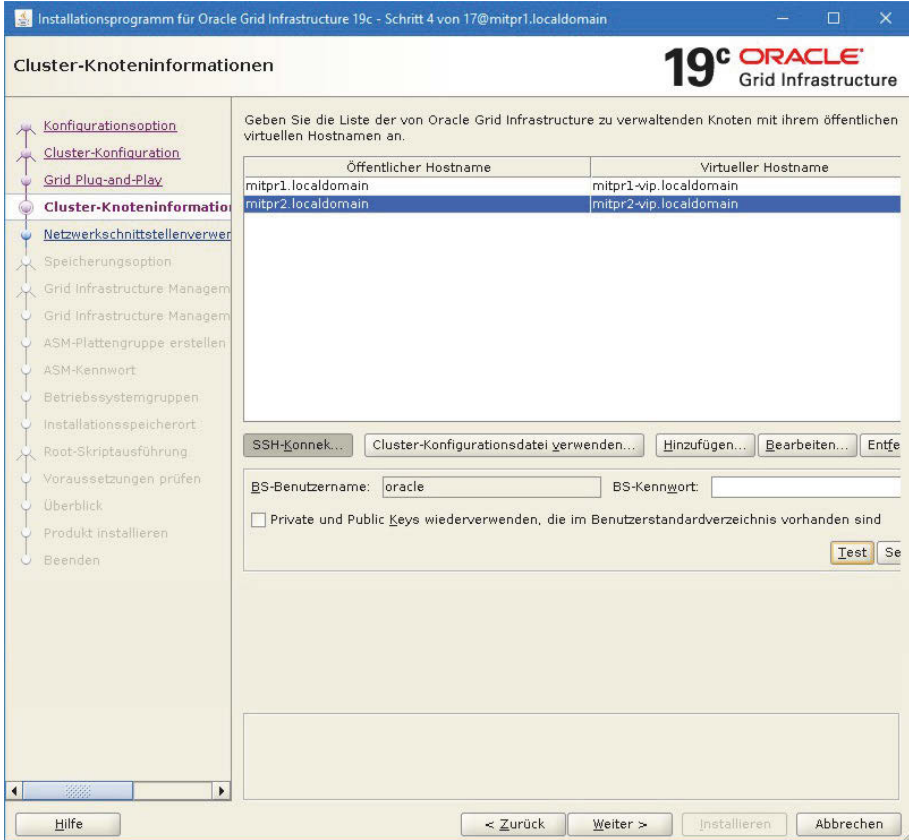 Installationsprogramm für Oracle Grid Infrastructure 19c - Schritt 4 von 17@mitpr1.localdomain
Cluster-Knoteninformationen
19c ORACLE
Grid Infrastructure
Konfigurationsoption
Cluster-Konfiguration
Grid Plug-and-Play
Cluster-Knoteninformatio
Netzwerkschnittstellenverwer
Speicherungsoption
Grid Infrastructure Managem
Grid Infrastructure Managem
ASM-Plattengruppe erstellen
ASM-Kennwort
Betriebssystemgruppen
Installationsspeicherort
Root-Skriptausführung
Voraussetzungen prüfen
Überblick
Produkt installieren
Beenden
Geben Sie die Liste der von Oracle Grid Infrastructure zu verwaltenden Knoten mit ihrem öffentlichen
virtuellen Hostnamen an.
Öffentlicher Hostname Virtueller Hostname
mitpr1.localdomain mitpr1-vip.localdomain
mitpr2.localdomain mitpr2-vip.localdomain
SSH-Konnek... Cluster-Konfigurationsdatei verwenden... Hinzufügen... Bearbeiten... Entfe
BS-Benutzername: oracle BS-Kennwort:
Private und Public Keys wiederverwenden, die im Benutzerstandardverzeichnis vorhanden sind
Test Se
Hilfe < Zurück Weiter > Installieren Abbrechen